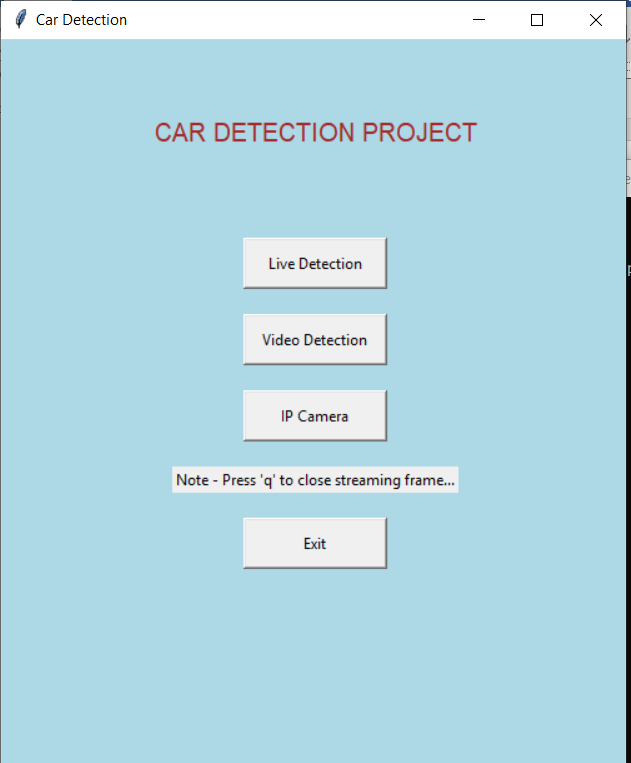 Car Detection
CAR DETECTION PROJECT
Live Detection
Video Detection
IP Camera
Note - Press 'q' to close streaming frame...
Exit